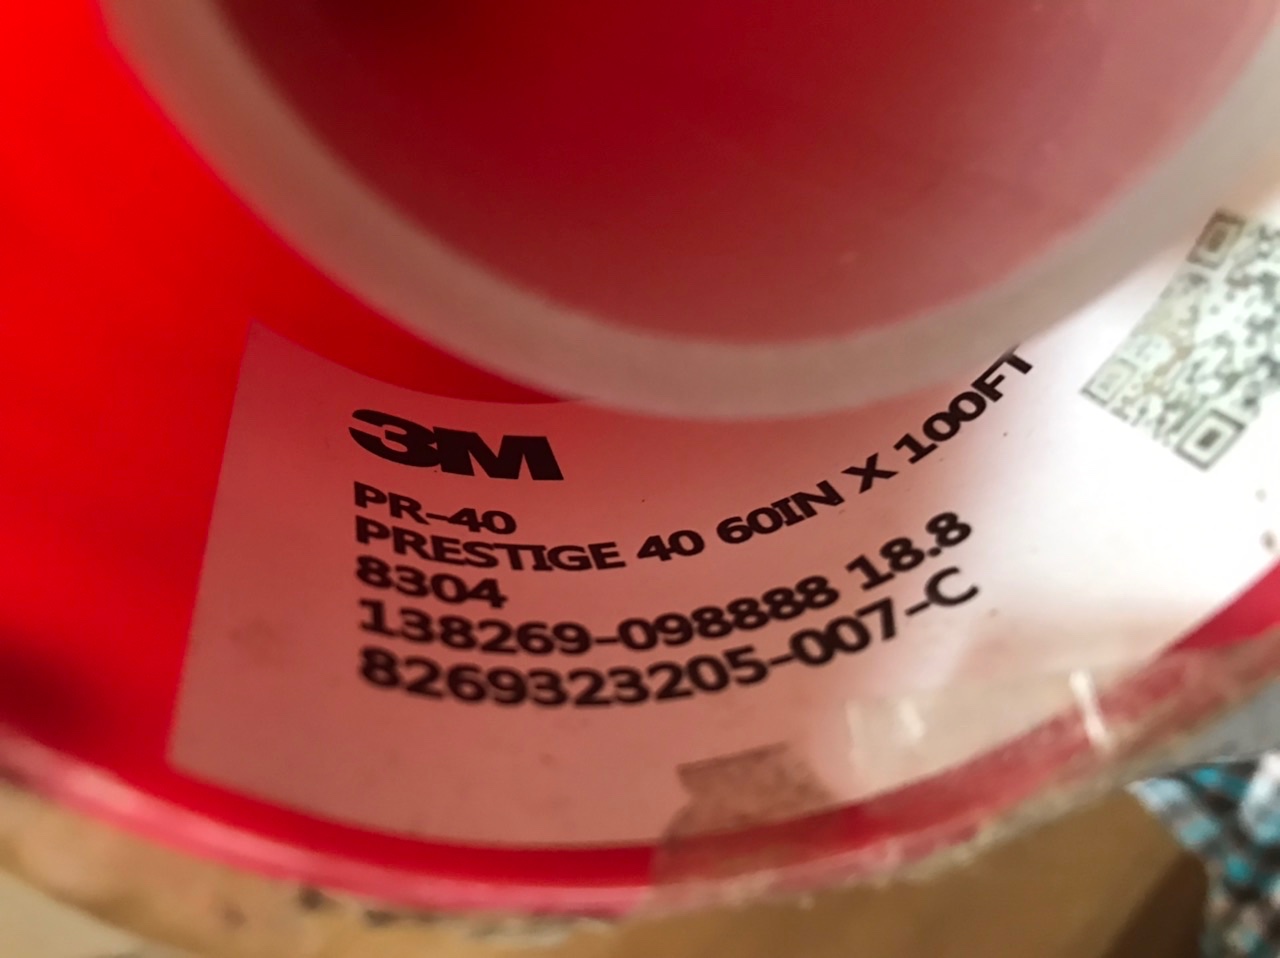 3M
PR-40
PRESTIGE 40 60IN X 100FT
8304
138269-098888 18.8
8269323205-007-C